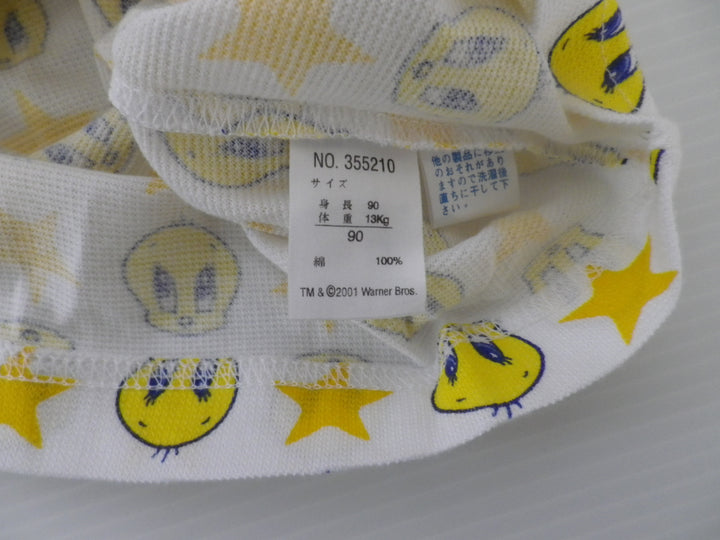 NO. 355210
サイズ
身 長 90
体 重 13Kg
90
綿 100%
TM & ©2001 Warner Bros.
他の製品に
のおそれがあり
ますので洗濯後
直ちに干して下